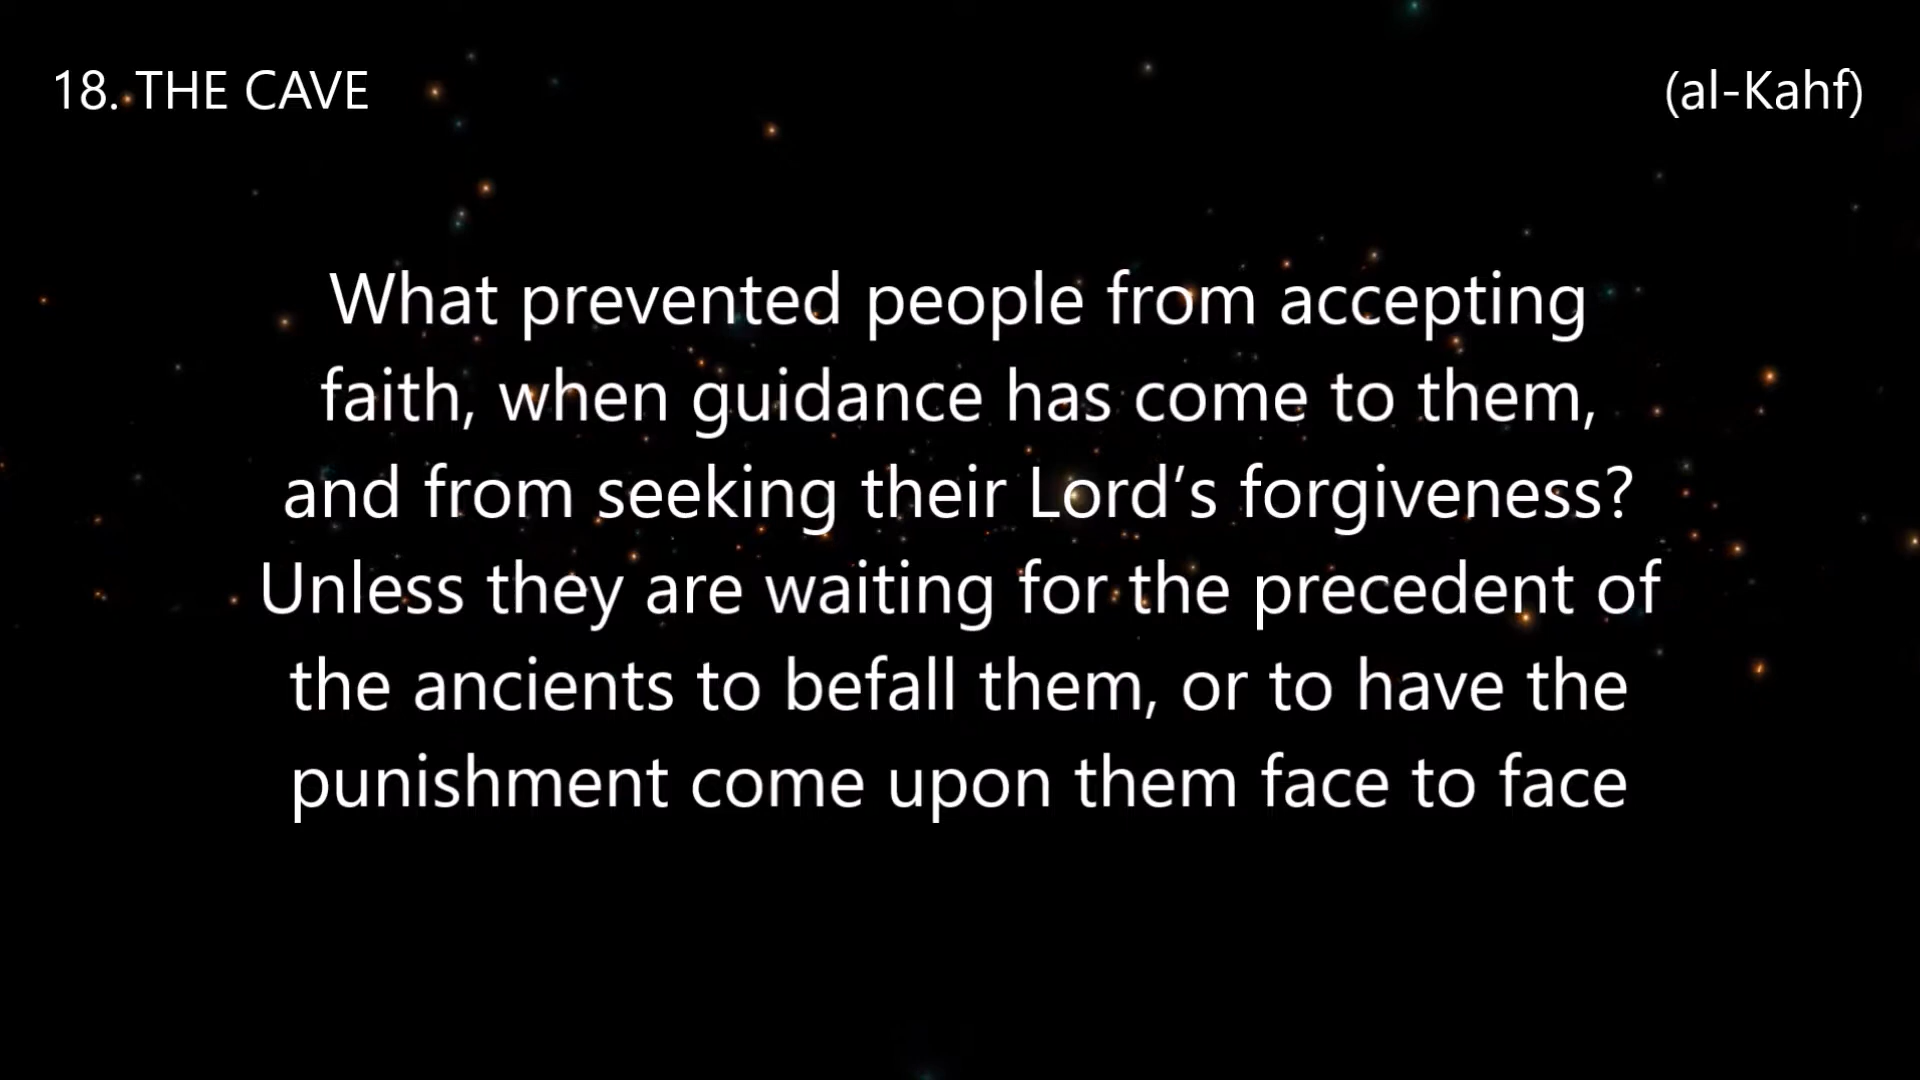 18. THE CAVE
(al-Kahf)
What prevented people from accepting
faith, when guidance has come to them,
and from seeking their Lord’s forgiveness?
Unless they are waiting for the precedent of
the ancients to befall them, or to have the
punishment come upon them face to face